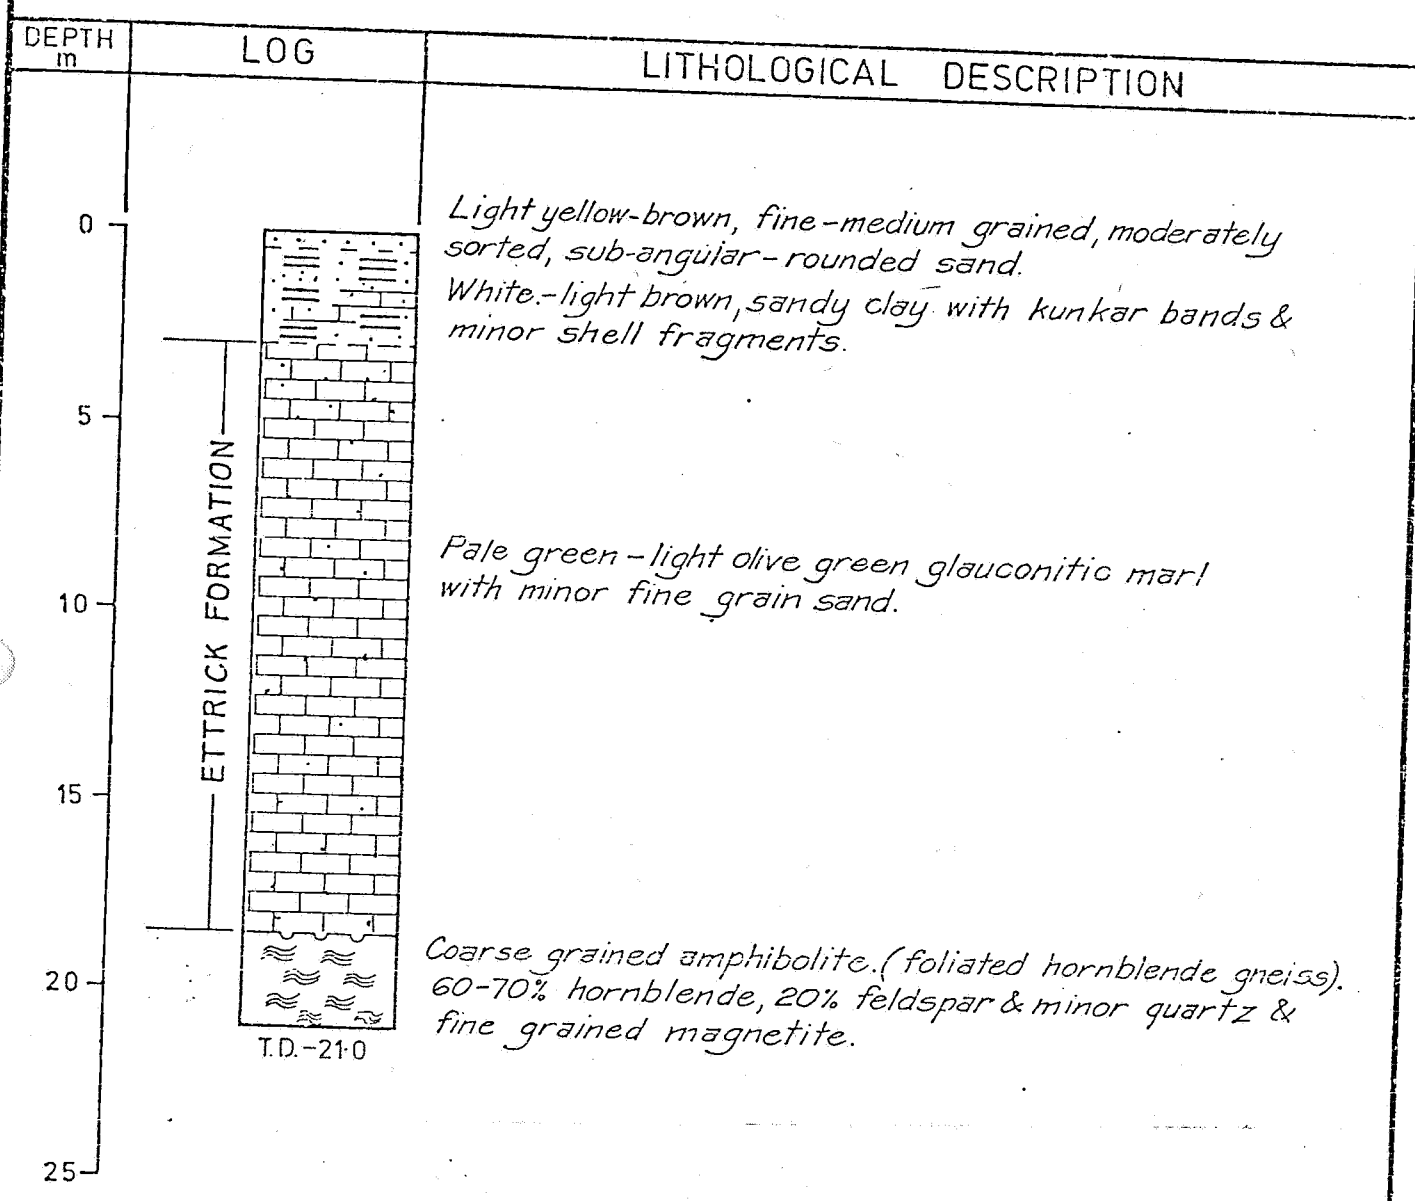 DEPTH
m
LOG
LITHOLOGICAL DESCRIPTION
0
Light yellow-brown, fine-medium grained, moderately
sorted, sub-angular-rounded sand.
White-light brown, sandy clay with kunkar bands &
minor shell fragments.
5
ETTRICK FORMATION
Pale green - light olive green glauconitic marl
with minor fine grain sand.
10
15
Coarse grained amphibolite. (foliated hornblende gneiss).
60-70% hornblende, 20% feldspar & minor quartz &
fine grained magnetite.
20
T.D.-21·0
25